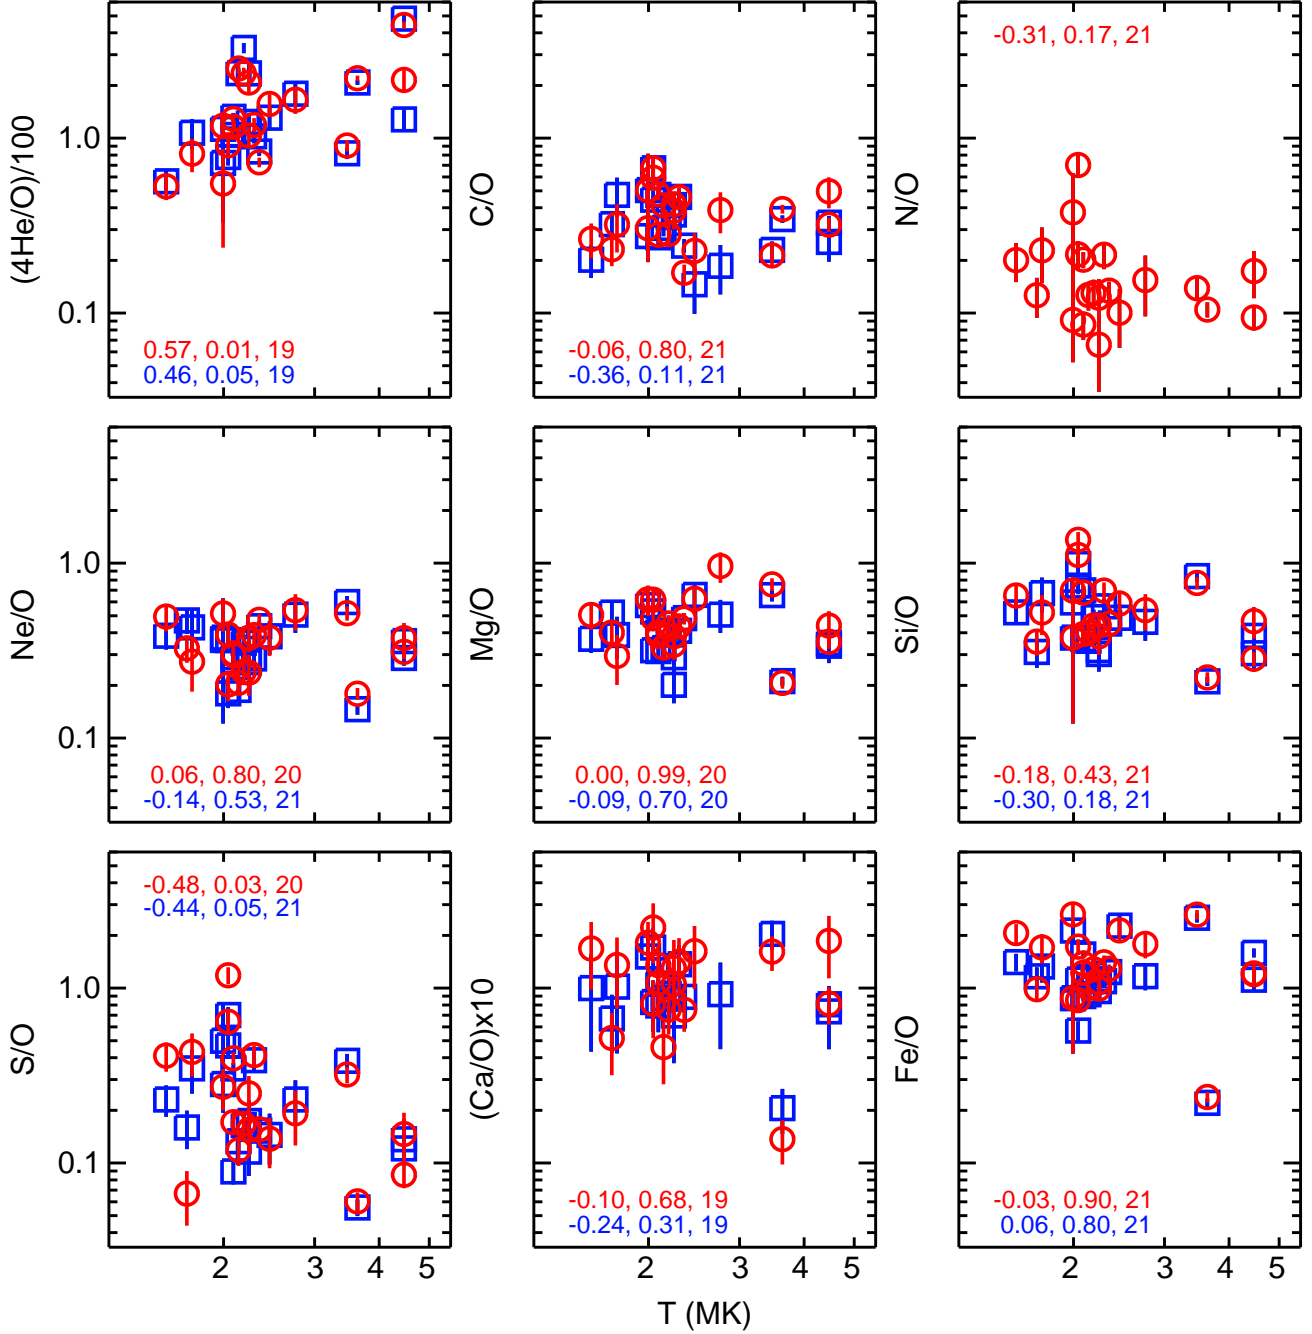 (4He/O)/100
1.0
0.1
0.57, 0.01, 19
0.46, 0.05, 19
C/O
-0.06, 0.80, 21
-0.36, 0.11, 21
N/O
-0.31, 0.17, 21
Ne/O
1.0
0.1
0.06, 0.80, 20
-0.14, 0.53, 21
Mg/O
0.00, 0.99, 20
-0.09, 0.70, 20
Si/O
-0.18, 0.43, 21
-0.30, 0.18, 21
S/O
1.0
0.1
-0.48, 0.03, 20
-0.44, 0.05, 21
(Ca/O)x10
-0.10, 0.68, 19
-0.24, 0.31, 19
Fe/O
-0.03, 0.90, 21
0.06, 0.80, 21
2 3 4 5
2 3 4 5
2 3 4 5
T (MK)